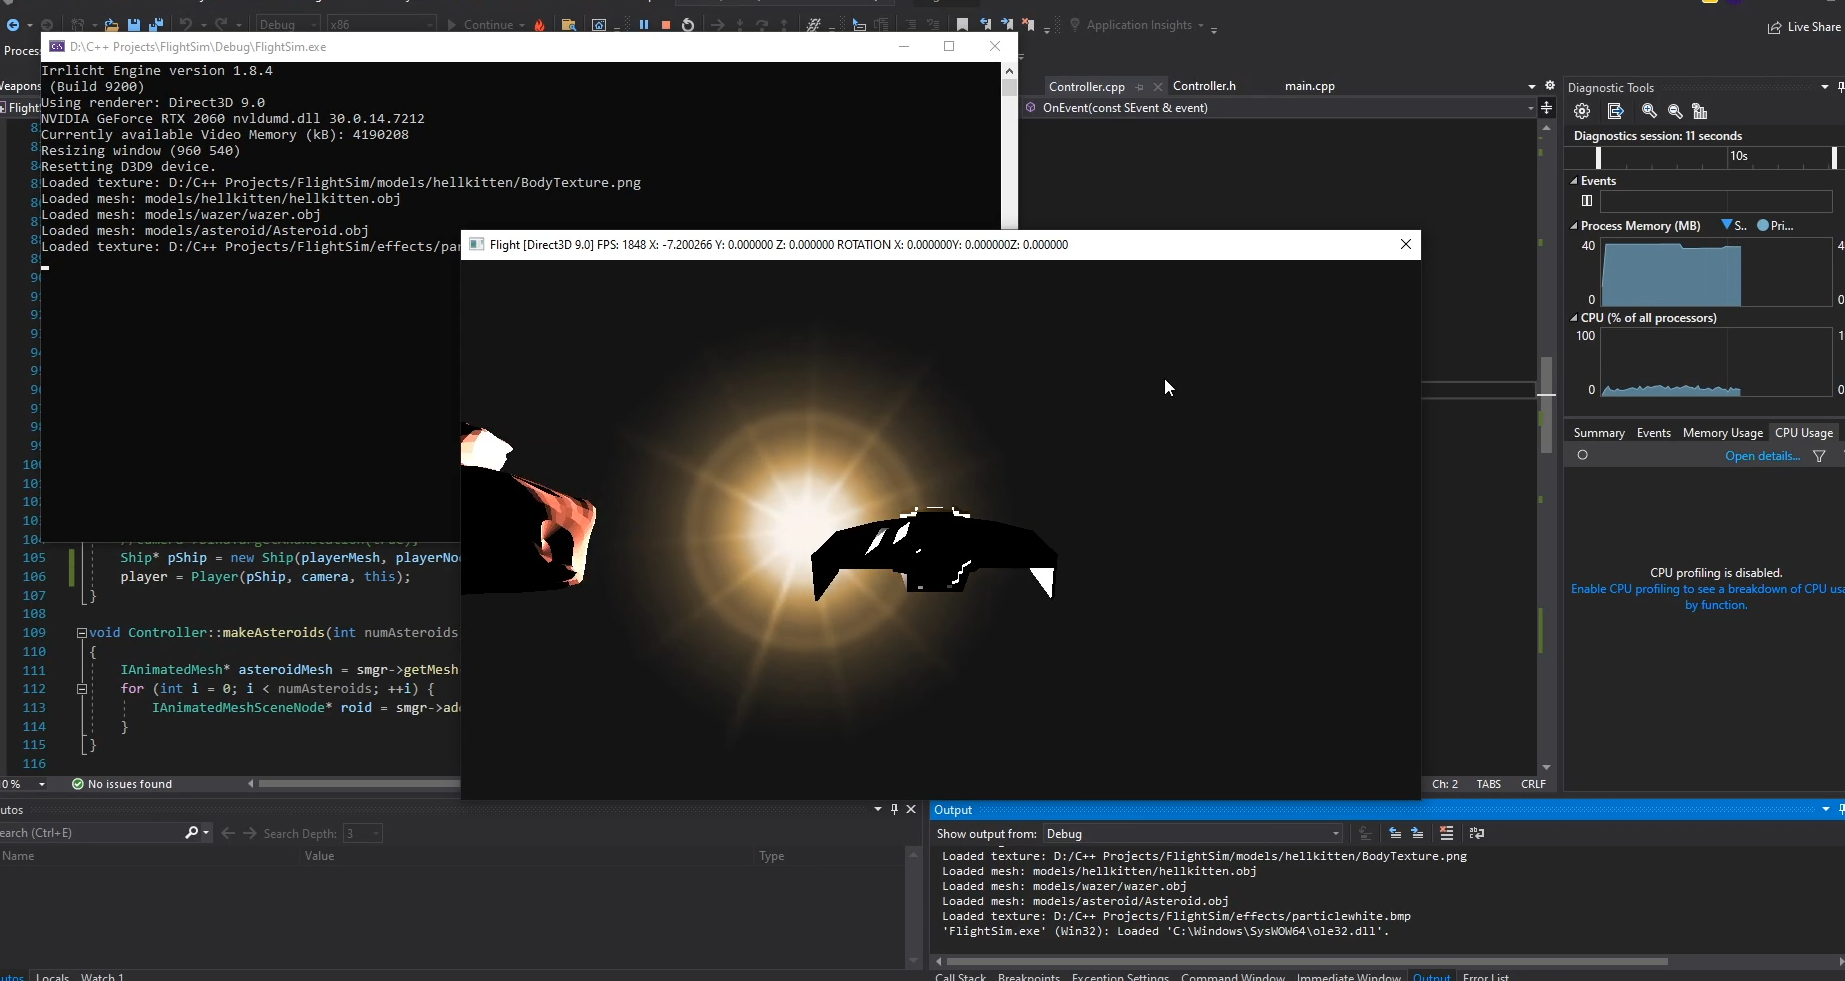 Debug
x86
Continue
Application Insights
Live Share
D:\C++ Projects\FlightSim\Debug\FlightSim.exe
Irrlicht Engine version 1.8.4
(Build 9200)
Using renderer: Direct3D 9.0
NVIDIA GeForce RTX 2060 nvldumd.dll 30.0.14.7212
Currently available Video Memory (kB): 4190208
Resizing window (960 540)
Resetting D3D9 device.
Loaded texture: D:/C++ Projects/FlightSim/models/hellkitten/BodyTexture.png
Loaded mesh: models/hellkitten/hellkitten.obj
Loaded mesh: models/wazer/wazer.obj
Loaded mesh: models/asteroid/Asteroid.obj
Loaded texture: D:/C++ Projects/FlightSim/effects/par
Flight [Direct3D 9.0] FPS: 1848 X: -7.200266 Y: 0.000000 Z: 0.000000 ROTATION X: 0.000000Y: 0.000000Z: 0.000000
Controller.cpp
Controller.h
main.cpp
OnEvent(const SEvent & event)
Diagnostic Tools
Diagnostics session: 11 seconds
10s
Events
Process Memory (MB)
S..
Pri...
40
0
CPU (% of all processors)
100
0
Summary Events Memory Usage CPU Usage
Open details...
CPU profiling is disabled.
Enable CPU profiling to see a breakdown of CPU usa
by function.
105 Ship* pShip = new Ship(playerMesh, playerNo
106 player = Player(pShip, camera, this);
107 }
108
109 void Controller::makeAsteroids(int numAsteroids
110 {
111 IAnimatedMesh* asteroidMesh = smgr->getMesh
112 for (int i = 0; i < numAsteroids; ++i) {
113 IAnimatedMeshSceneNode* roid = smgr->ad
114 }
115 }
116
0 %
No issues found
Ch: 2
TABS
CRLF
utos
earch (Ctrl+E)
Search Depth: 3
Name
Value
Type
Locals
Watch 1
Output
Show output from: Debug
Loaded texture: D:/C++ Projects/FlightSim/models/hellkitten/BodyTexture.png
Loaded mesh: models/hellkitten/hellkitten.obj
Loaded mesh: models/wazer/wazer.obj
Loaded mesh: models/asteroid/Asteroid.obj
Loaded texture: D:/C++ Projects/FlightSim/effects/particlewhite.bmp
'FlightSim.exe' (Win32): Loaded 'C:\Windows\SysWOW64\ole32.dll'.
Call Stack Breakpoints Exception Settings Command Window Immediate Window Output Error List